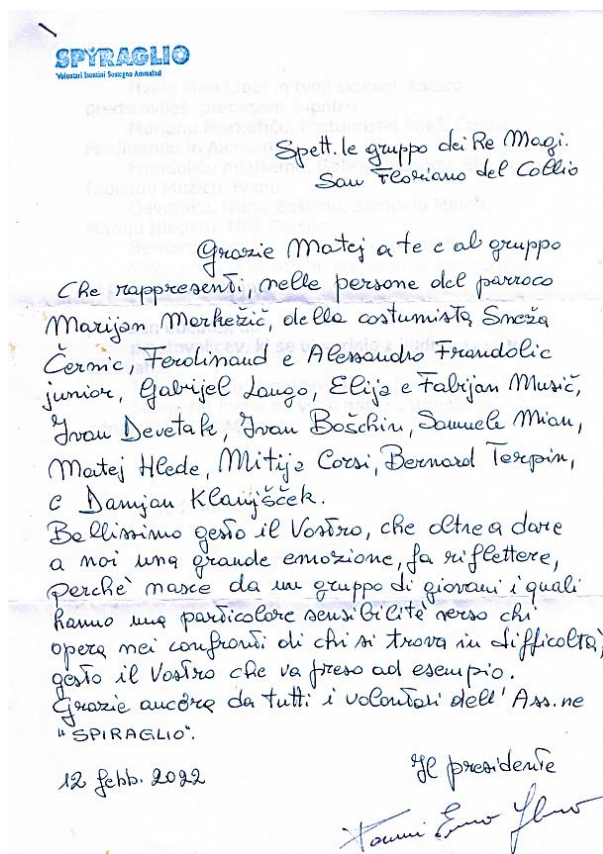 SPYRAGLIO
Volontari Isontini Sostegno Ammalati
Spett.le gruppo dei Re Magi.
San Floriano del Collio
Grazie Matej a te e al gruppo
Che rappresenti, nelle persone del parroco
Marijan Markežič, della costumista Sneža
Černic, Ferdinand e Alessandro Frandolic
junior, Gabrijel Lango, Elija e Fabijan Musič,
Ivan Devetak, Ivan Boschin, Samuele Mian,
Matej Hlede, Mitija Corsi, Bernard Terpin,
e Damjan Klanjšček.
Bellissimo gesto il Vostro, che oltre a dare
a noi una grande emozione, fa riflettere,
perchè nasce da un gruppo di giovani i quali
hanno una particolore sensibilità verso chi
opera nei confronti di chi si trova in difficoltà,
gesto il Vostro che va preso ad esempio.
Grazie ancora da tutti i volontari dell'Ass.ne
"SPIRAGLIO".
12 febb. 2022
Il presidente